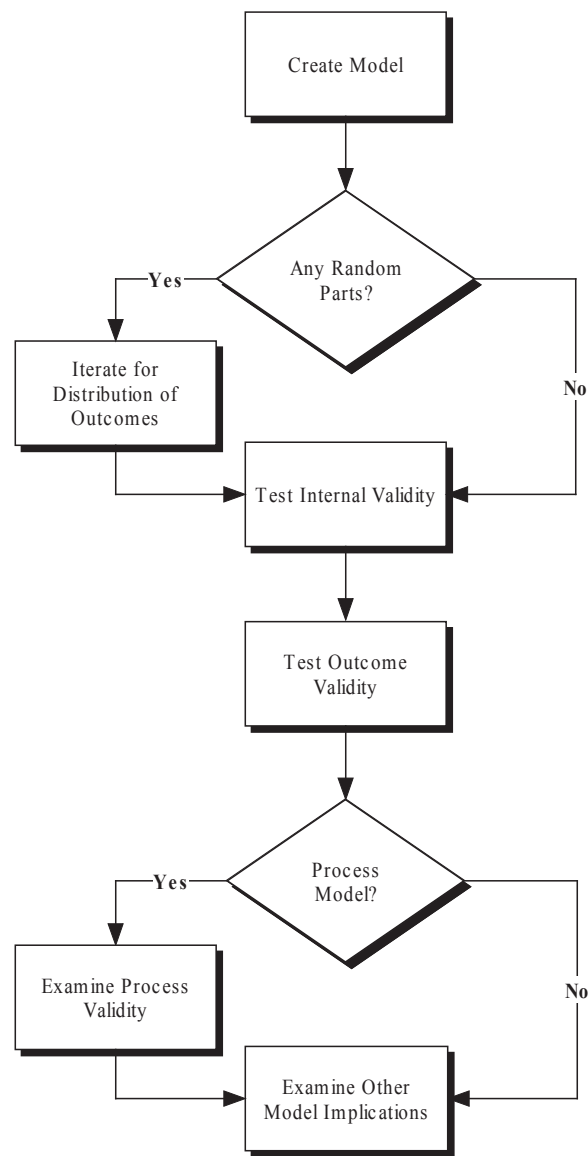 Create Model
Any Random
Parts?
Yes
No
Iterate for
Distribution of
Outcomes
Test Internal Validity
Test Outcome
Validity
Process
Model?
Yes
No
Examine Process
Validity
Examine Other
Model Implications